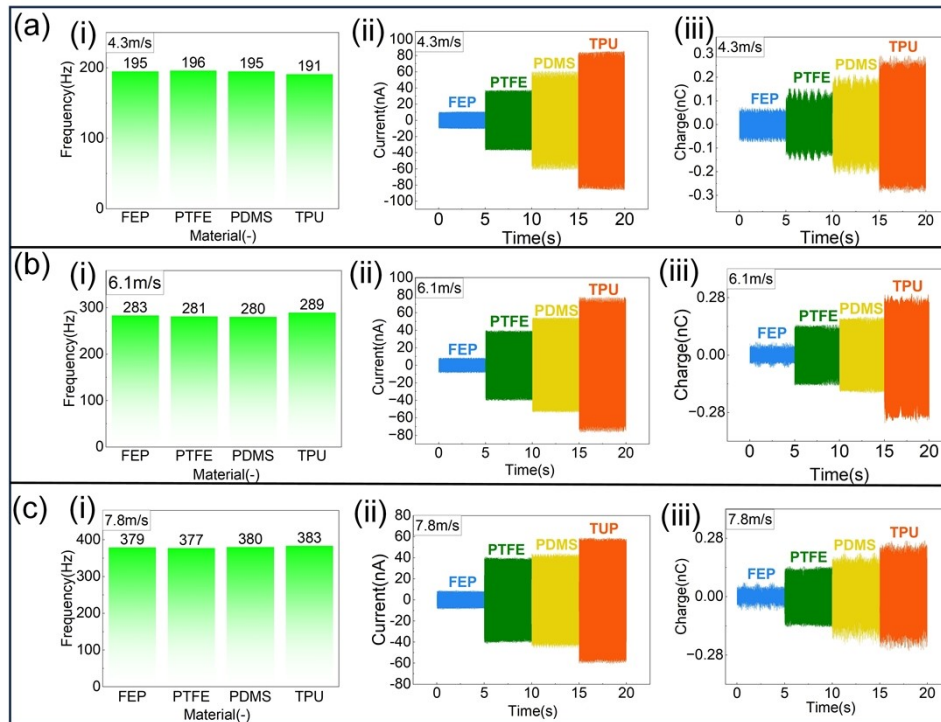 (a) (i) (ii) (iii)
4.3m/s
195 196 195 191
200
100
0
Frequency(Hz)
FEP PTFE PDMS TPU
Material(-)
4.3m/s
100
80
60
40
20
0
-20
-40
-60
-80
-100
Current(nA)
FEP PTFE PDMS TPU
0 5 10 15 20
Time(s)
4.3m/s
0.3
0.2
0.1
0.0
-0.1
-0.2
-0.3
Charge(nC)
FEP PTFE PDMS TPU
0 5 10 15 20
Time(s)
(b) (i) (ii) (iii)
6.1m/s
283 281 280 289
300
200
100
0
Frequency(Hz)
FEP PTFE PDMS TPU
Material(-)
6.1m/s
100
80
60
40
20
0
-20
-40
-60
-80
Current(nA)
FEP PTFE PDMS TPU
0 5 10 15 20
Time(s)
6.1m/s
0.28
0.00
−0.28
Charge(nC)
FEP PTFE PDMS TPU
0 5 10 15 20
Time(s)
(c) (i) (ii) (iii)
7.8m/s
379 377 380 383
400
300
200
100
0
Frequency(Hz)
FEP PTFE PDMS TPU
Material(-)
7.8m/s
80
60
40
20
0
-20
-40
-60
-80
Current(nA)
FEP PTFE PDMS TUP
0 5 10 15 20
Time(s)
7.8m/s
0.28
0.00
−0.28
Charge(nC)
FEP PTFE PDMS TPU
0 5 10 15 20
Time(s)